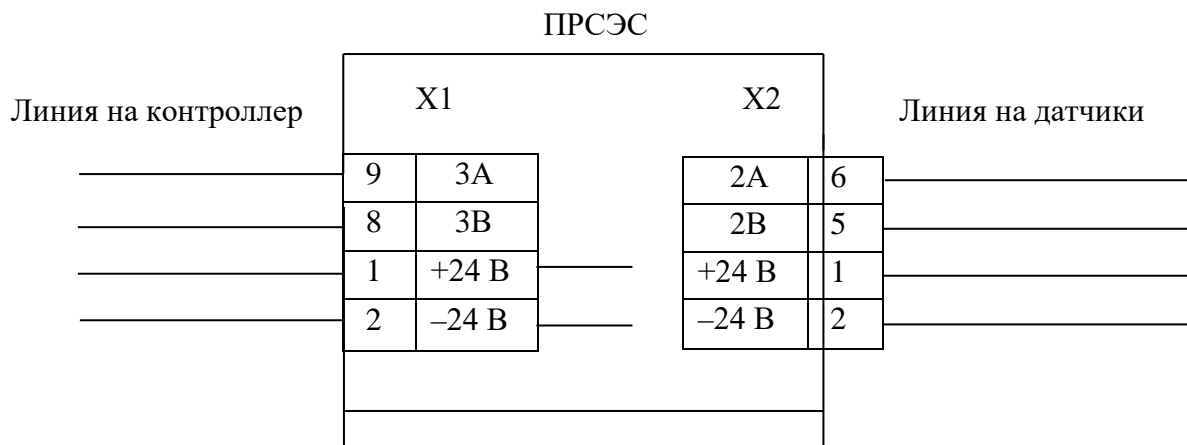 ПРСЭС
X1 X2
Линия на контроллер Линия на датчики
9 3А 2А 6
8 3В 2В 5
1 +24 В +24 В 1
2 –24 В –24 В 2